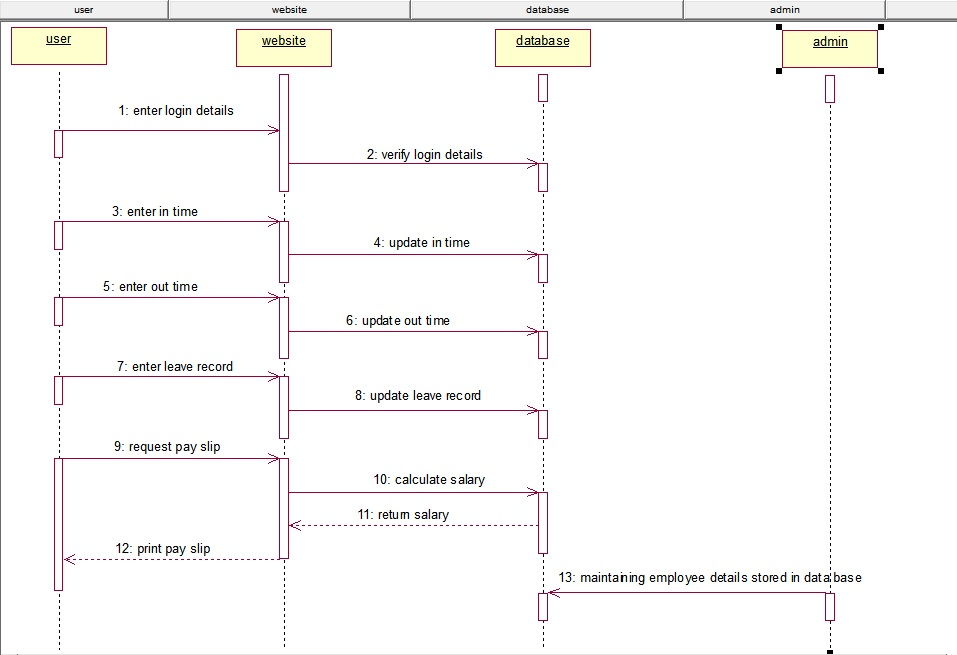 user website database admin
user website database admin
1: enter login details
2: verify login details
3: enter in time
4: update in time
5: enter out time
6: update out time
7: enter leave record
8: update leave record
9: request pay slip
10: calculate salary
11: return salary
12: print pay slip
13: maintaining employee details stored in database